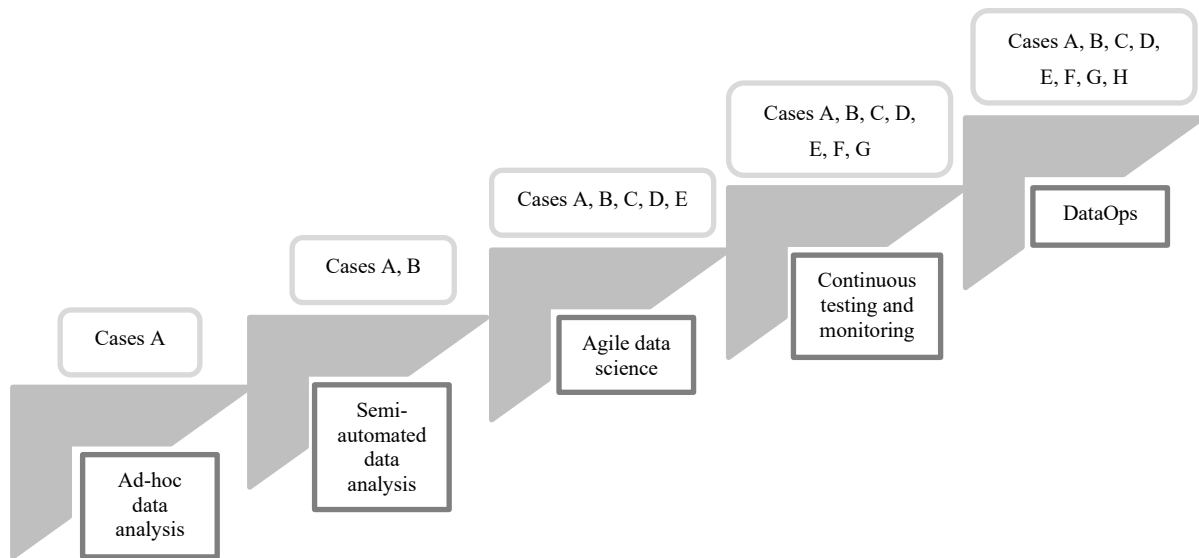 Cases A
Ad-hoc
data
analysis
Cases A, B
Semi-
automated
data
analysis
Cases A, B, C, D, E
Agile data
science
Cases A, B, C, D,
E, F, G
Continuous
testing and
monitoring
Cases A, B, C, D,
E, F, G, H
DataOps